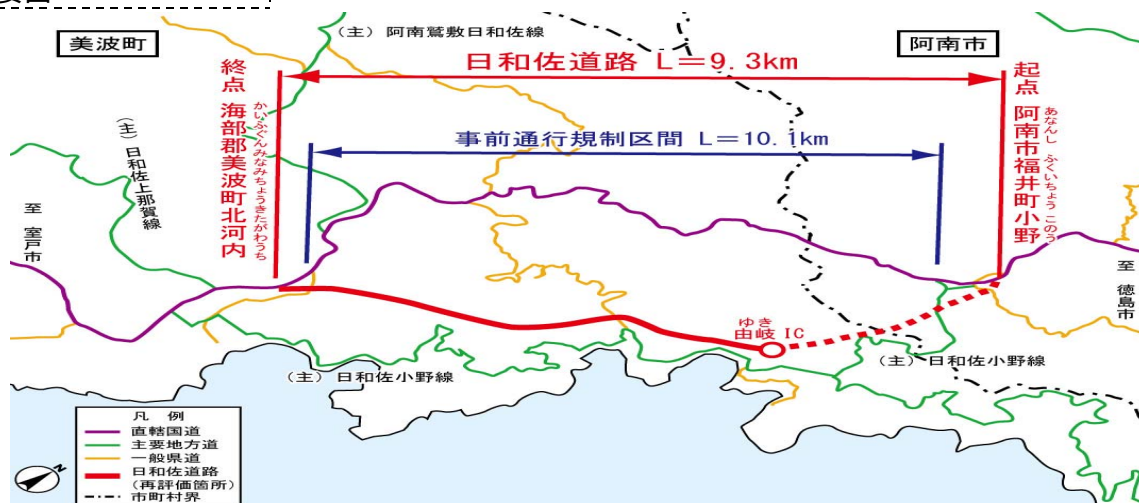 美波町
(主) 阿南鷲敷日和佐線
阿南市
日和佐道路 L=9.3km
事前通行規制区間 L=10.1km
終点 海部郡美波町北河内
かいふぐんみなみちょうきたがわうち
起点 阿南市福井町小野
あなんし ふくいちょう このう
(主) 日和佐上那賀線
至 室戸市
至 徳島市
ゆき
由岐 IC
(主) 日和佐小野線
(主) 日和佐小野線
凡 例
直轄国道
主要地方道
一般県道
日和佐道路
(再評価箇所)
市町村界
N